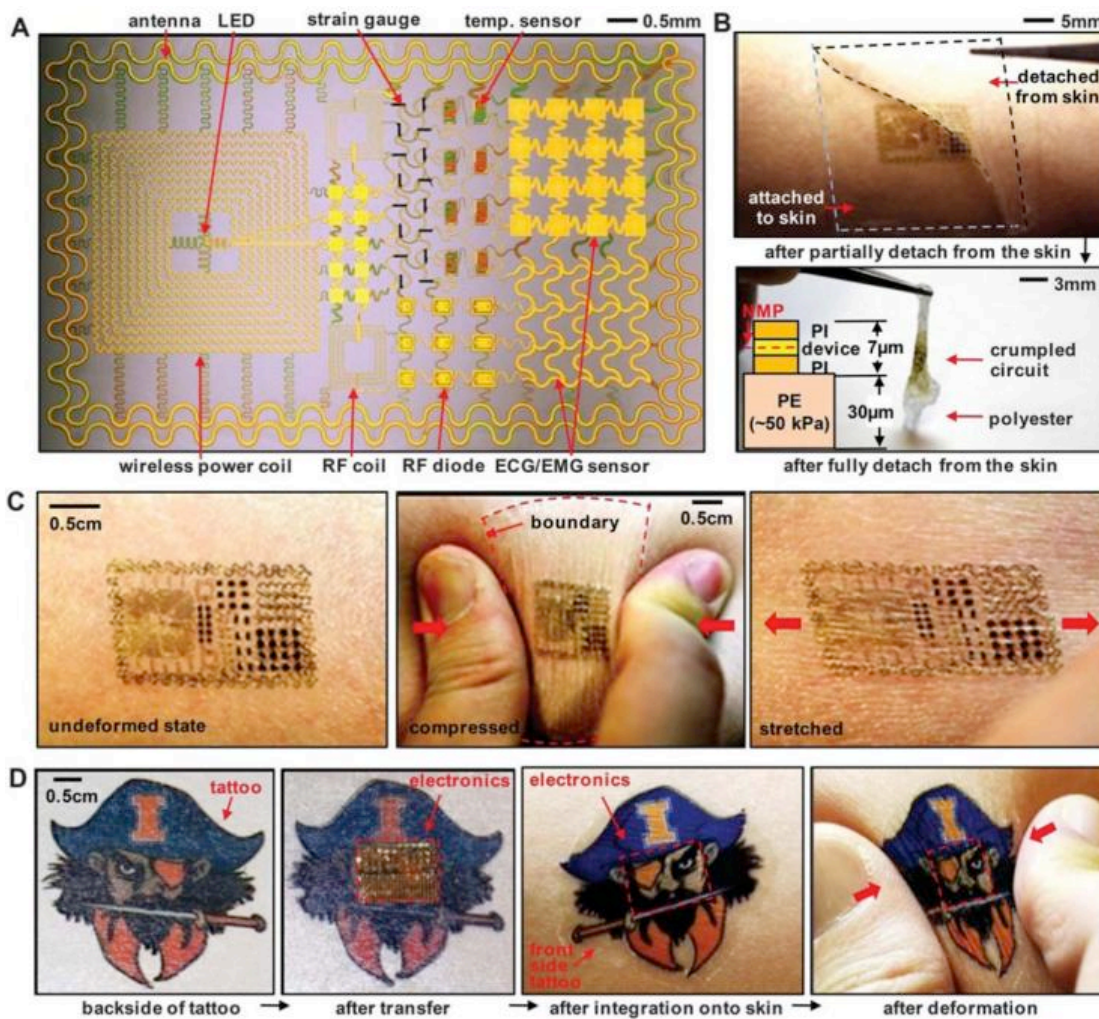 A
antenna
LED
strain gauge
temp. sensor
0.5mm
wireless power coil
RF coil
RF diode
ECG/EMG sensor
B
5mm
detached
from skin
attached
to skin
after partially detach from the skin
3mm
NMP
PI
device
PI
7μm
PE
(~50 kPa)
30μm
crumpled
circuit
polyester
after fully detach from the skin
C
0.5cm
undeformed state
boundary
0.5cm
compressed
stretched
D
0.5cm
tattoo
I
backside of tattoo
electronics
I
after transfer
electronics
I
front
side
tattoo
after integration onto skin
I
after deformation